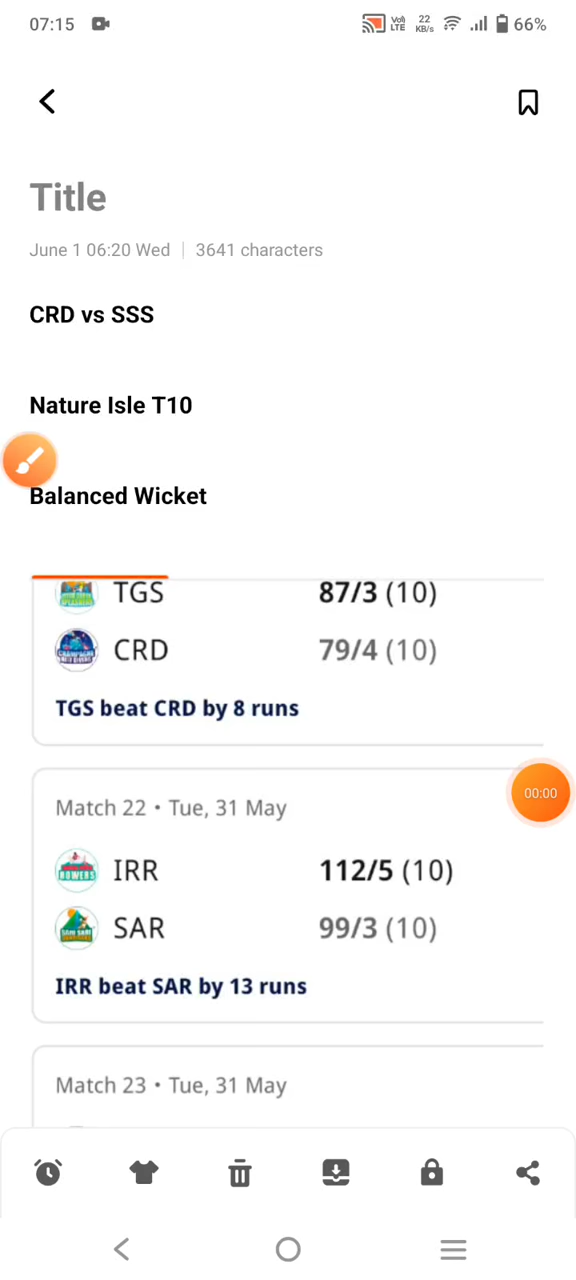 07:15 Vo) LTE 22 KB/s 66%
Title
June 1 06:20 Wed | 3641 characters
CRD vs SSS
Nature Isle T10
Balanced Wicket
TGS 87/3 (10)
CRD 79/4 (10)
TGS beat CRD by 8 runs
00:00
Match 22 • Tue, 31 May
IRR 112/5 (10)
SAR 99/3 (10)
IRR beat SAR by 13 runs
Match 23 • Tue, 31 May